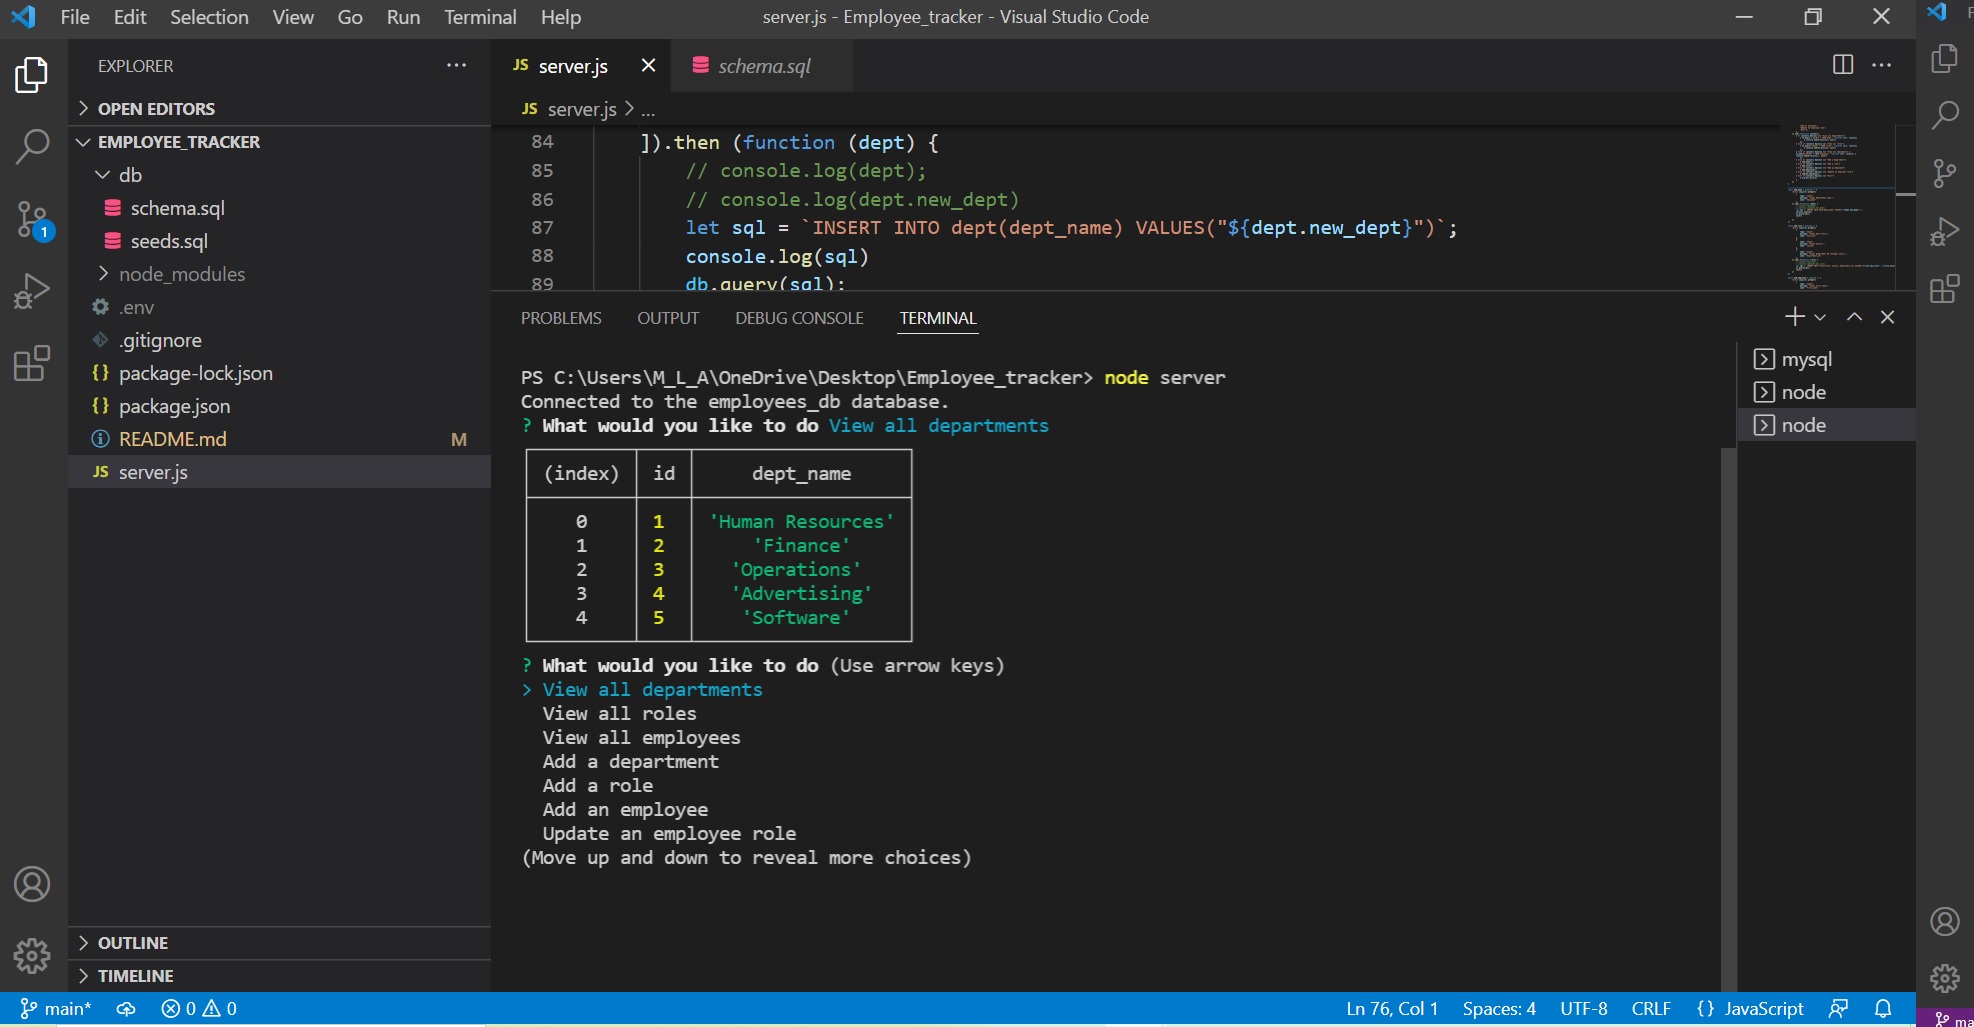 File Edit Selection View Go Run Terminal Help server.js - Employee_tracker - Visual Studio Code
EXPLORER
OPEN EDITORS
EMPLOYEE_TRACKER
db
schema.sql
seeds.sql
node_modules
.env
.gitignore
package-lock.json
package.json
README.md M
server.js
OUTLINE
TIMELINE
1
JS server.js schema.sql
JS server.js > ...
84 ]).then (function (dept) {
85 // console.log(dept);
86 // console.log(dept.new_dept)
87 let sql = `INSERT INTO dept(dept_name) VALUES("${dept.new_dept}")`;
88 console.log(sql)
89 db.query(sql);
PROBLEMS OUTPUT DEBUG CONSOLE TERMINAL
PS C:\Users\M_L_A\OneDrive\Desktop\Employee_tracker> node server
Connected to the employees_db database.
? What would you like to do View all departments
(index) id dept_name
0 1 'Human Resources'
1 2 'Finance'
2 3 'Operations'
3 4 'Advertising'
4 5 'Software'
? What would you like to do (Use arrow keys)
> View all departments
View all roles
View all employees
Add a department
Add a role
Add an employee
Update an employee role
(Move up and down to reveal more choices)
mysql
node
node
main* 0 0 Ln 76, Col 1 Spaces: 4 UTF-8 CRLF {} JavaScript